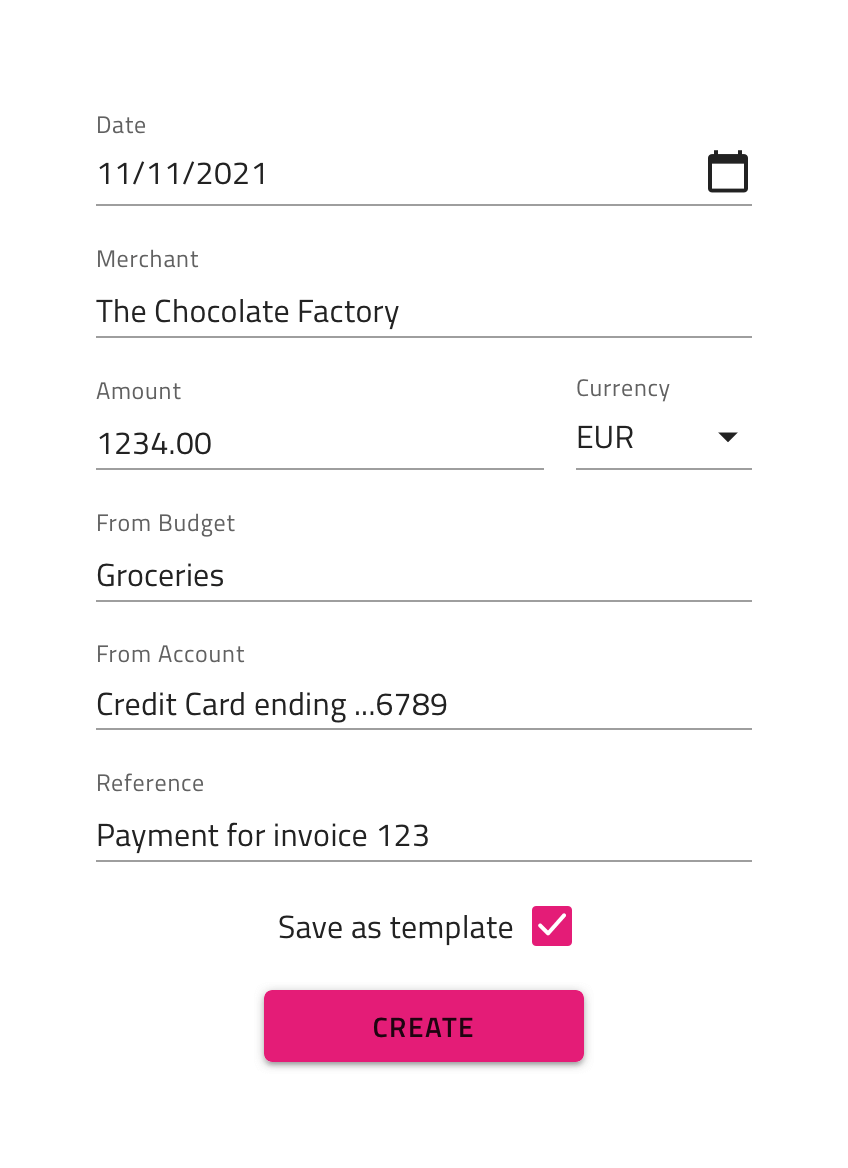 Date
11/11/2021
Merchant
The Chocolate Factory
Amount
1234.00
Currency
EUR
From Budget
Groceries
From Account
Credit Card ending ...6789
Reference
Payment for invoice 123
Save as template
CREATE